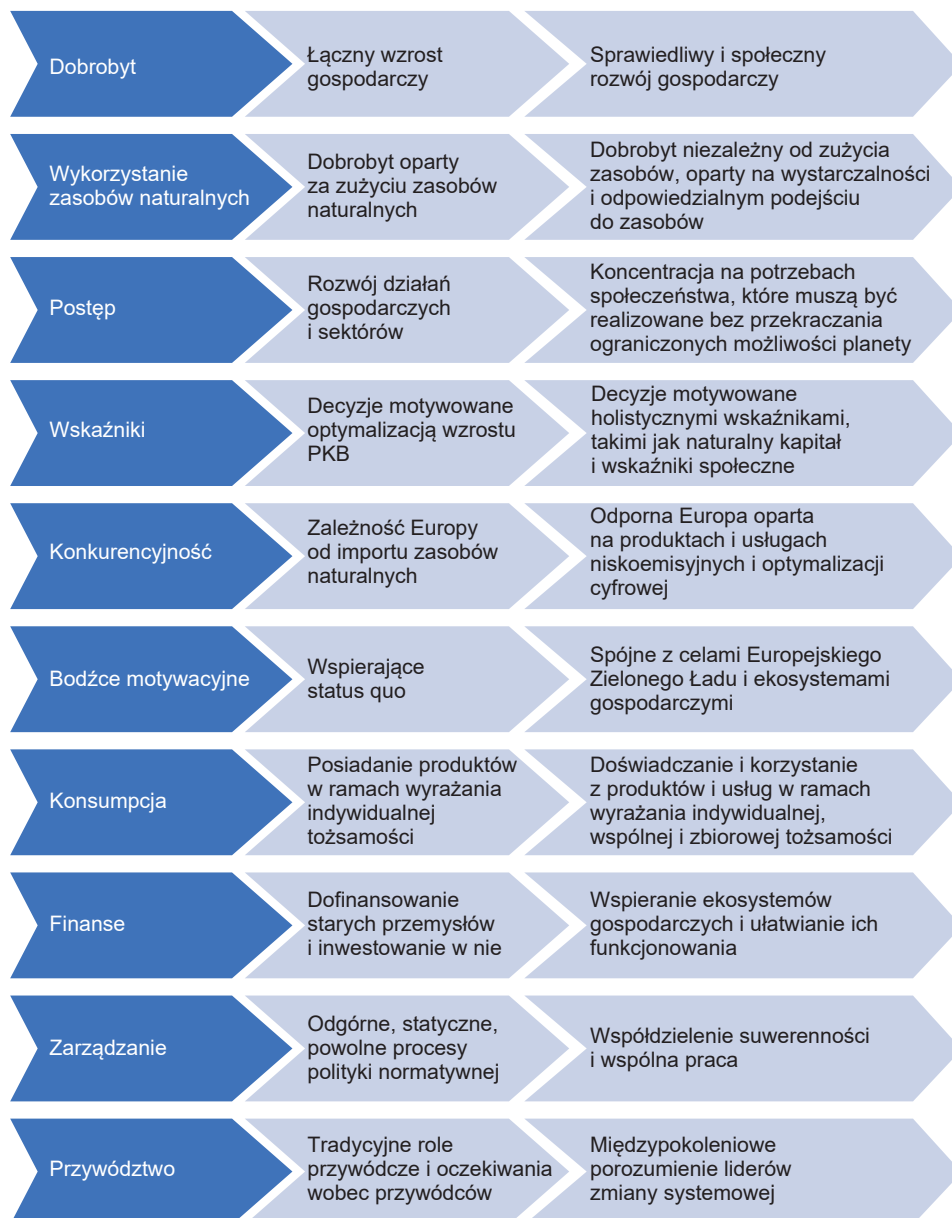 Dobrobyt
Łączny wzrost
gospodarczy
Sprawiedliwy i społeczny
rozwój gospodarczy
Wykorzystanie
zasobów naturalnych
Dobrobyt oparty
za zużyciu zasobów
naturalnych
Dobrobyt niezależny od zużycia
zasobów, oparty na wystarczalności
i odpowiedzialnym podejściu
do zasobów
Postęp
Rozwój działań
gospodarczych
i sektórów
Koncentracja na potrzebach
społeczeństwa, które muszą być
realizowane bez przekraczania
ograniczonych możliwości planety
Wskaźniki
Decyzje motywowane
optymalizacją wzrostu
PKB
Decyzje motywowane
holistycznymi wskaźnikami,
takimi jak naturalny kapitał
i wskaźniki społeczne
Konkurencyjność
Zależność Europy
od importu zasobów
naturalnych
Odporna Europa oparta
na produktach i usługach
niskoemisyjnych i optymalizacji
cyfrowej
Bodźce motywacyjne
Wspierające
status quo
Spójne z celami Europejskiego
Zielonego Ładu i ekosystemami
gospodarczymi
Konsumpcja
Posiadanie produktów
w ramach wyrażania
indywidualnej
tożsamości
Doświadczanie i korzystanie
z produktów i usług w ramach
wyrażania indywidualnej,
wspólnej i zbiorowej tożsamości
Finanse
Dofinansowanie
starych przemysłów
i inwestowanie w nie
Wspieranie ekosystemów
gospodarczych i ułatwianie ich
funkcjonowania
Zarządzanie
Odgórne, statyczne,
powolne procesy
polityki normatywnej
Współdzielenie suwerenności
i wspólna praca
Przywództwo
Tradycyjne role
przywódcze i oczekiwania
wobec przywódców
Międzypokoleniowe
porozumienie liderów
zmiany systemowej